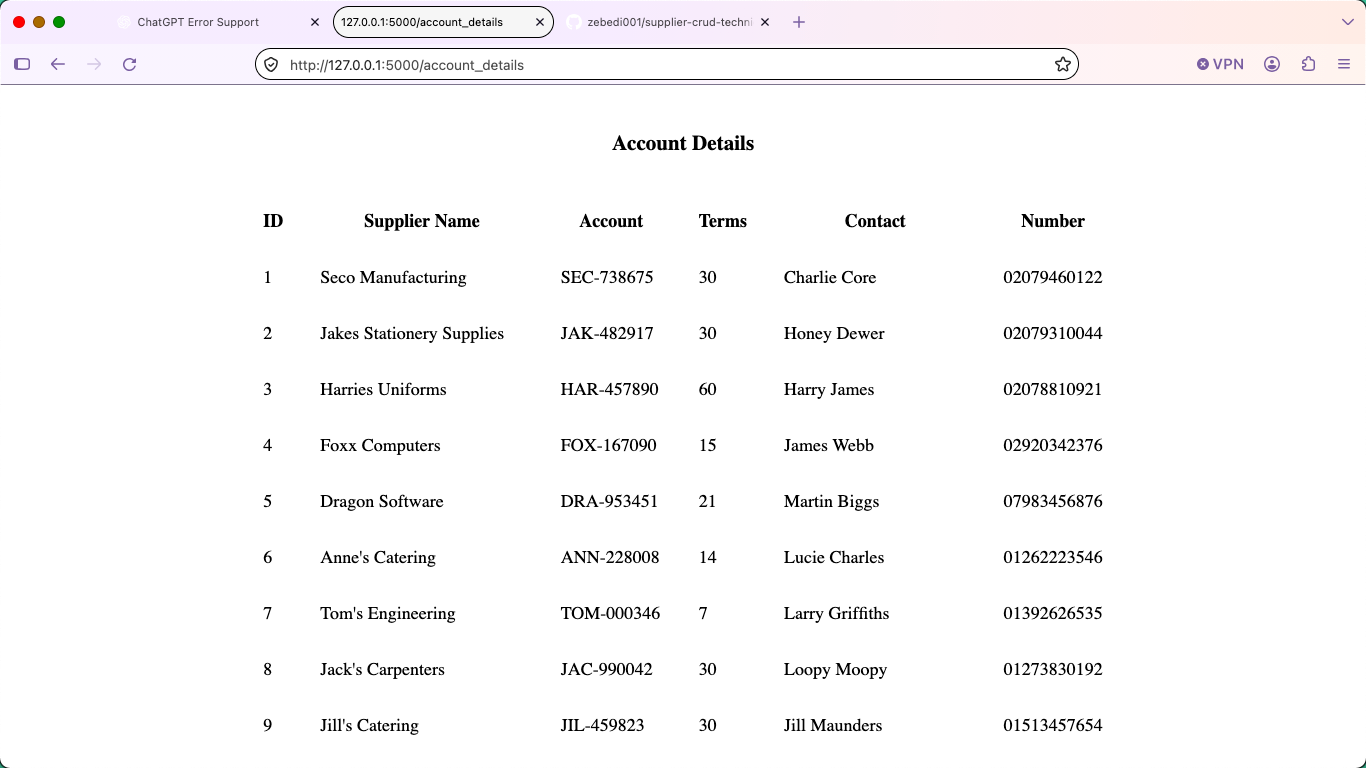 ChatGPT Error Support
127.0.0.1:5000/account_details
zebedi001/supplier-crud-techni
http://127.0.0.1:5000/account_details
VPN
Account Details
ID Supplier Name Account Terms Contact Number
1 Seco Manufacturing SEC-738675 30 Charlie Core 02079460122
2 Jakes Stationery Supplies JAK-482917 30 Honey Dewer 02079310044
3 Harries Uniforms HAR-457890 60 Harry James 02078810921
4 Foxx Computers FOX-167090 15 James Webb 02920342376
5 Dragon Software DRA-953451 21 Martin Biggs 07983456876
6 Anne's Catering ANN-228008 14 Lucie Charles 01262223546
7 Tom's Engineering TOM-000346 7 Larry Griffiths 01392626535
8 Jack's Carpenters JAC-990042 30 Loopy Moopy 01273830192
9 Jill's Catering JIL-459823 30 Jill Maunders 01513457654